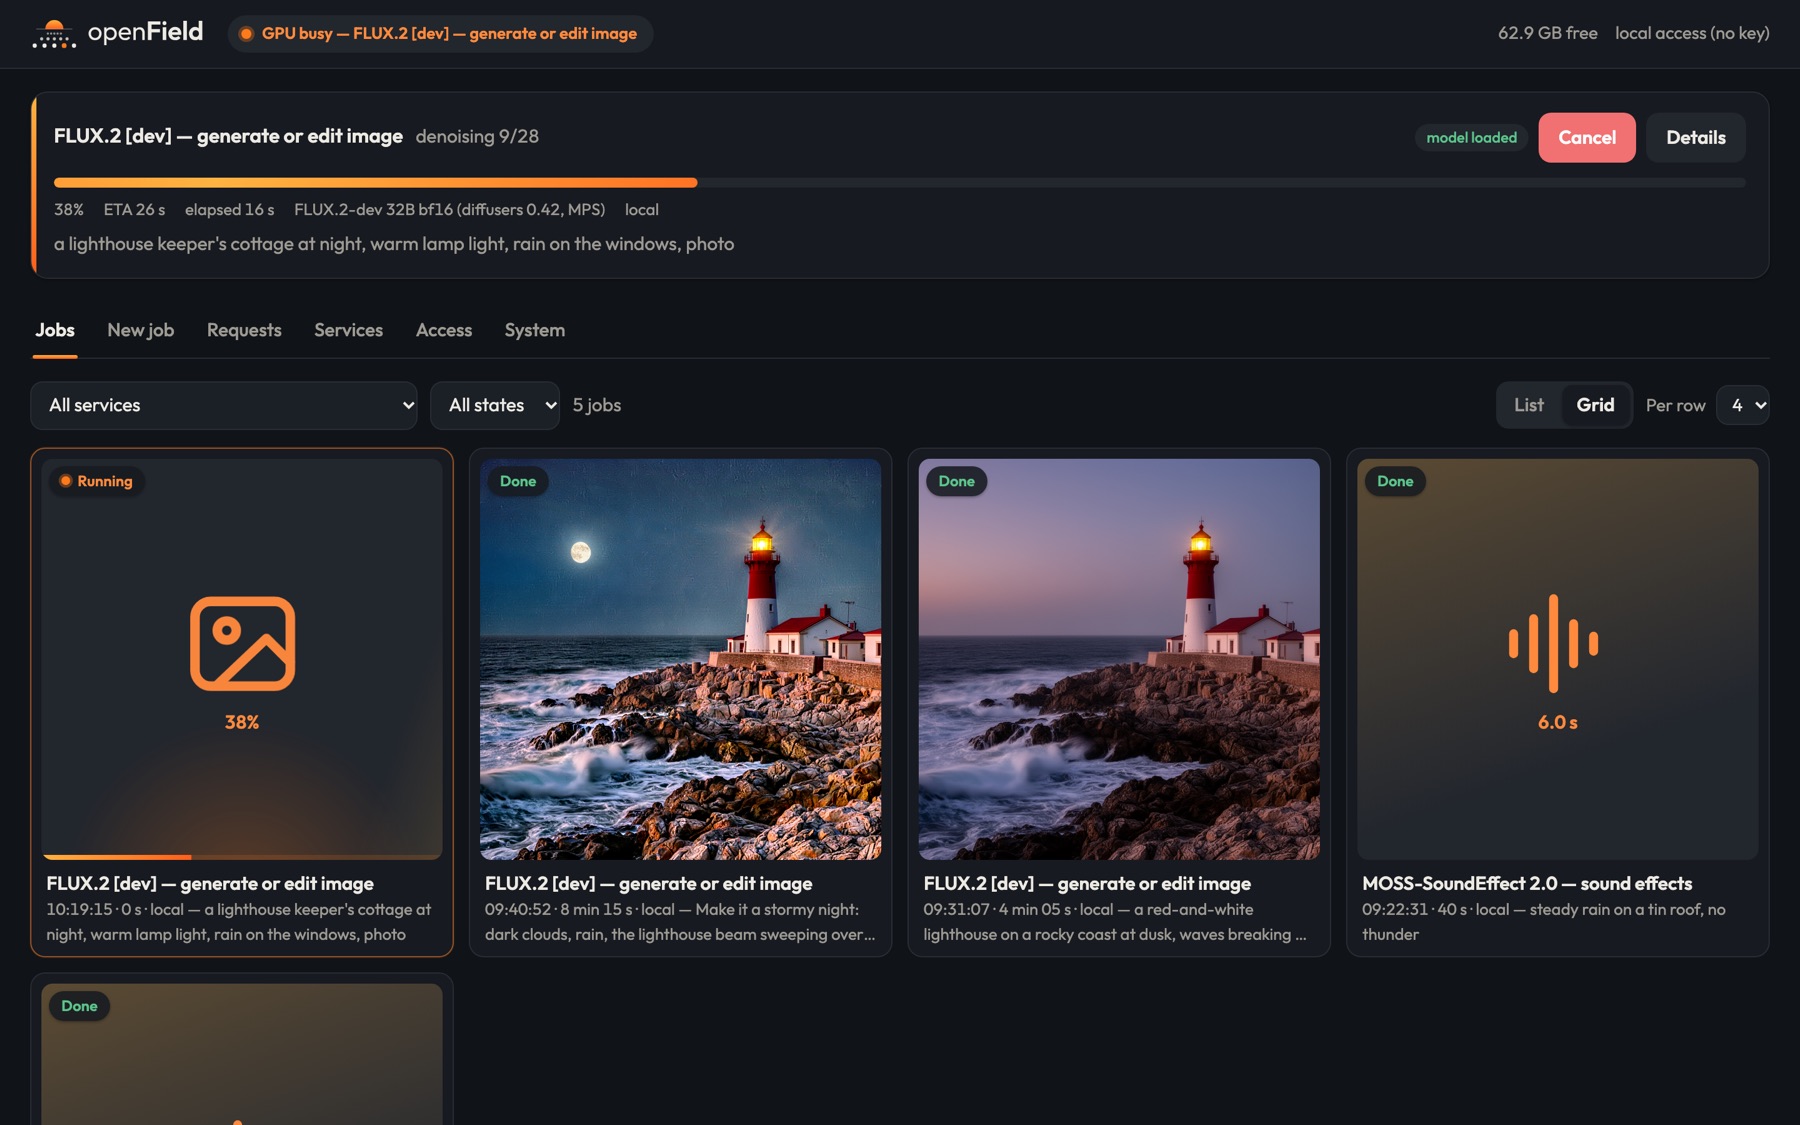 openField
GPU busy — FLUX.2 [dev] — generate or edit image
62.9 GB free local access (no key)
FLUX.2 [dev] — generate or edit image denoising 9/28
model loaded Cancel Details
38% ETA 26 s elapsed 16 s FLUX.2-dev 32B bf16 (diffusers 0.42, MPS) local
a lighthouse keeper's cottage at night, warm lamp light, rain on the windows, photo
Jobs New job Requests Services Access System
All services All states 5 jobs
List Grid Per row 4
Running
38%
FLUX.2 [dev] — generate or edit image
10:19:15 · 0 s · local — a lighthouse keeper's cottage at
night, warm lamp light, rain on the windows, photo
Done
FLUX.2 [dev] — generate or edit image
09:40:52 · 8 min 15 s · local — Make it a stormy night:
dark clouds, rain, the lighthouse beam sweeping over...
Done
FLUX.2 [dev] — generate or edit image
09:31:07 · 4 min 05 s · local — a red-and-white
lighthouse on a rocky coast at dusk, waves breaking ...
Done
6.0 s
MOSS-SoundEffect 2.0 — sound effects
09:22:31 · 40 s · local — steady rain on a tin roof, no
thunder
Done